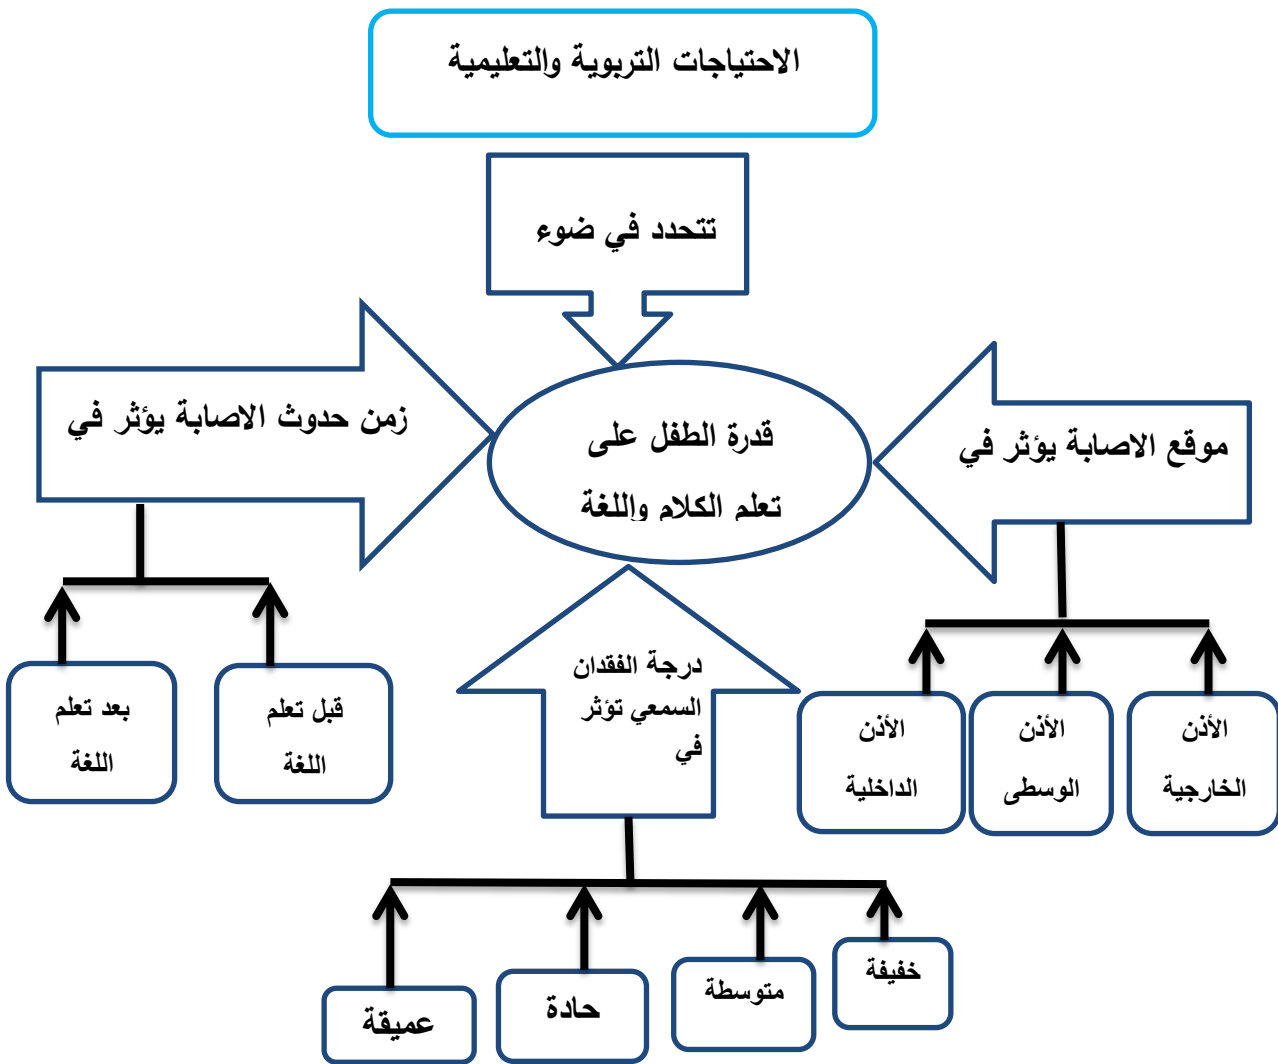 الاحتياجات التربوية والتعليمية
تتحدد في ضوء
قدرة الطفل على
تعلم الكلام واللغة
موقع الاصابة يؤثر في
زمن حدوث الاصابة يؤثر في
درجة الفقدان
السمعي تؤثر
في
الأذن
الخارجية
الأذن
الوسطى
الأذن
الداخلية
قبل تعلم
اللغة
بعد تعلم
اللغة
خفيفة
متوسطة
حادة
عميقة